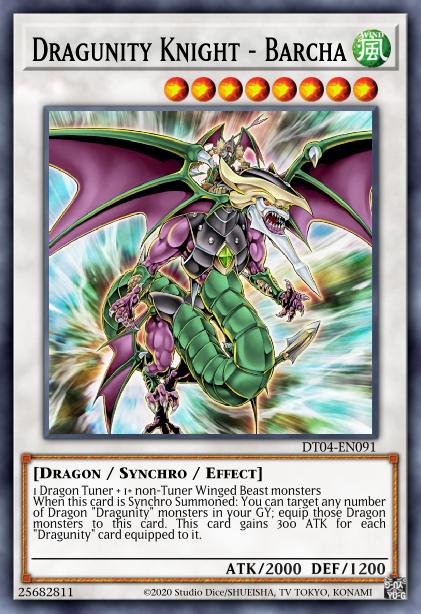 DRAGUNITY KNIGHT - BARCHA
WIND
風
DT04-EN091
[DRAGON / SYNCHRO / EFFECT]
1 Dragon Tuner + 1+ non-Tuner Winged Beast monsters
When this card is Synchro Summoned: You can target any number
of Dragon "Dragunity" monsters in your GY; equip those Dragon
monsters to this card. This card gains 300 ATK for each
"Dragunity" card equipped to it.
ATK/2000 DEF/1200
25682811
©2020 Studio Dice/SHUEISHA, TV TOKYO, KONAMI